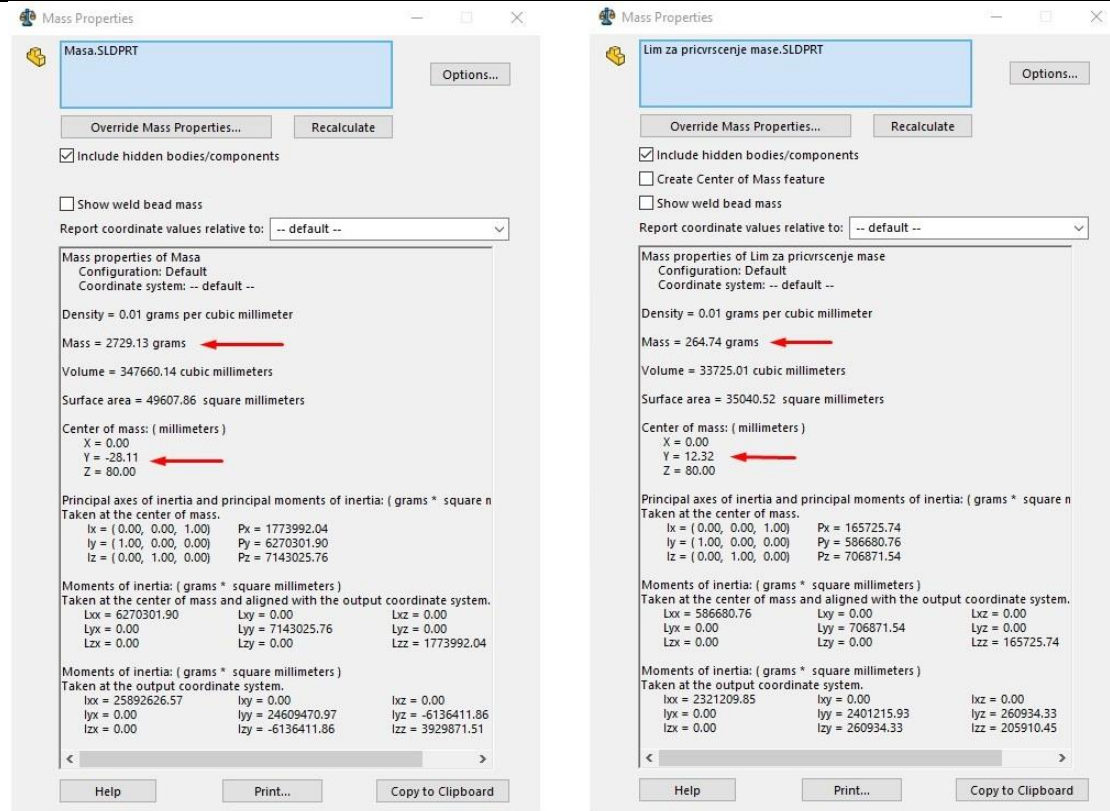 Mass Properties
Masa.SLDPRT
Options...
Override Mass Properties...
Recalculate
Include hidden bodies/components
Show weld bead mass
Report coordinate values relative to: -- default --
Mass properties of Masa
Configuration: Default
Coordinate system: -- default --
Density = 0.01 grams per cubic millimeter
Mass = 2729.13 grams
Volume = 347660.14 cubic millimeters
Surface area = 49607.86 square millimeters
Center of mass: ( millimeters )
X = 0.00
Y = -28.11
Z = 80.00
Principal axes of inertia and principal moments of inertia: ( grams * square n
Taken at the center of mass.
Ix = ( 0.00, 0.00, 1.00) Px = 1773992.04
Iy = ( 1.00, 0.00, 0.00) Py = 6270301.90
Iz = ( 0.00, 1.00, 0.00) Pz = 7143025.76
Moments of inertia: ( grams * square millimeters )
Taken at the center of mass and aligned with the output coordinate system.
Lxx = 6270301.90 Lxy = 0.00 Lxz = 0.00
Lyx = 0.00 Lyy = 7143025.76 Lyz = 0.00
Lzx = 0.00 Lzy = 0.00 Lzz = 1773992.04
Moments of inertia: ( grams * square millimeters )
Taken at the output coordinate system.
Ixx = 25892626.57 Ixy = 0.00 Ixz = 0.00
Iyx = 0.00 Iyy = 24609470.97 Iyz = -6136411.86
Izx = 0.00 Izy = -6136411.86 Izz = 3929871.51
Help
Print...
Copy to Clipboard
Mass Properties
Lim za pricvrscenje mase.SLDPRT
Options...
Override Mass Properties...
Recalculate
Include hidden bodies/components
Create Center of Mass feature
Show weld bead mass
Report coordinate values relative to: -- default --
Mass properties of Lim za pricvrscenje mase
Configuration: Default
Coordinate system: -- default --
Density = 0.01 grams per cubic millimeter
Mass = 264.74 grams
Volume = 33725.01 cubic millimeters
Surface area = 35040.52 square millimeters
Center of mass: ( millimeters )
X = 0.00
Y = 12.32
Z = 80.00
Principal axes of inertia and principal moments of inertia: ( grams * square n
Taken at the center of mass.
Ix = ( 0.00, 0.00, 1.00) Px = 165725.74
Iy = ( 1.00, 0.00, 0.00) Py = 586680.76
Iz = ( 0.00, 1.00, 0.00) Pz = 706871.54
Moments of inertia: ( grams * square millimeters )
Taken at the center of mass and aligned with the output coordinate system.
Lxx = 586680.76 Lxy = 0.00 Lxz = 0.00
Lyx = 0.00 Lyy = 706871.54 Lyz = 0.00
Lzx = 0.00 Lzy = 0.00 Lzz = 165725.74
Moments of inertia: ( grams * square millimeters )
Taken at the output coordinate system.
Ixx = 2321209.85 Ixy = 0.00 Ixz = 0.00
Iyx = 0.00 Iyy = 2401215.93 Iyz = 260934.33
Izx = 0.00 Izy = 260934.33 Izz = 205910.45
Help
Print...
Copy to Clipboard